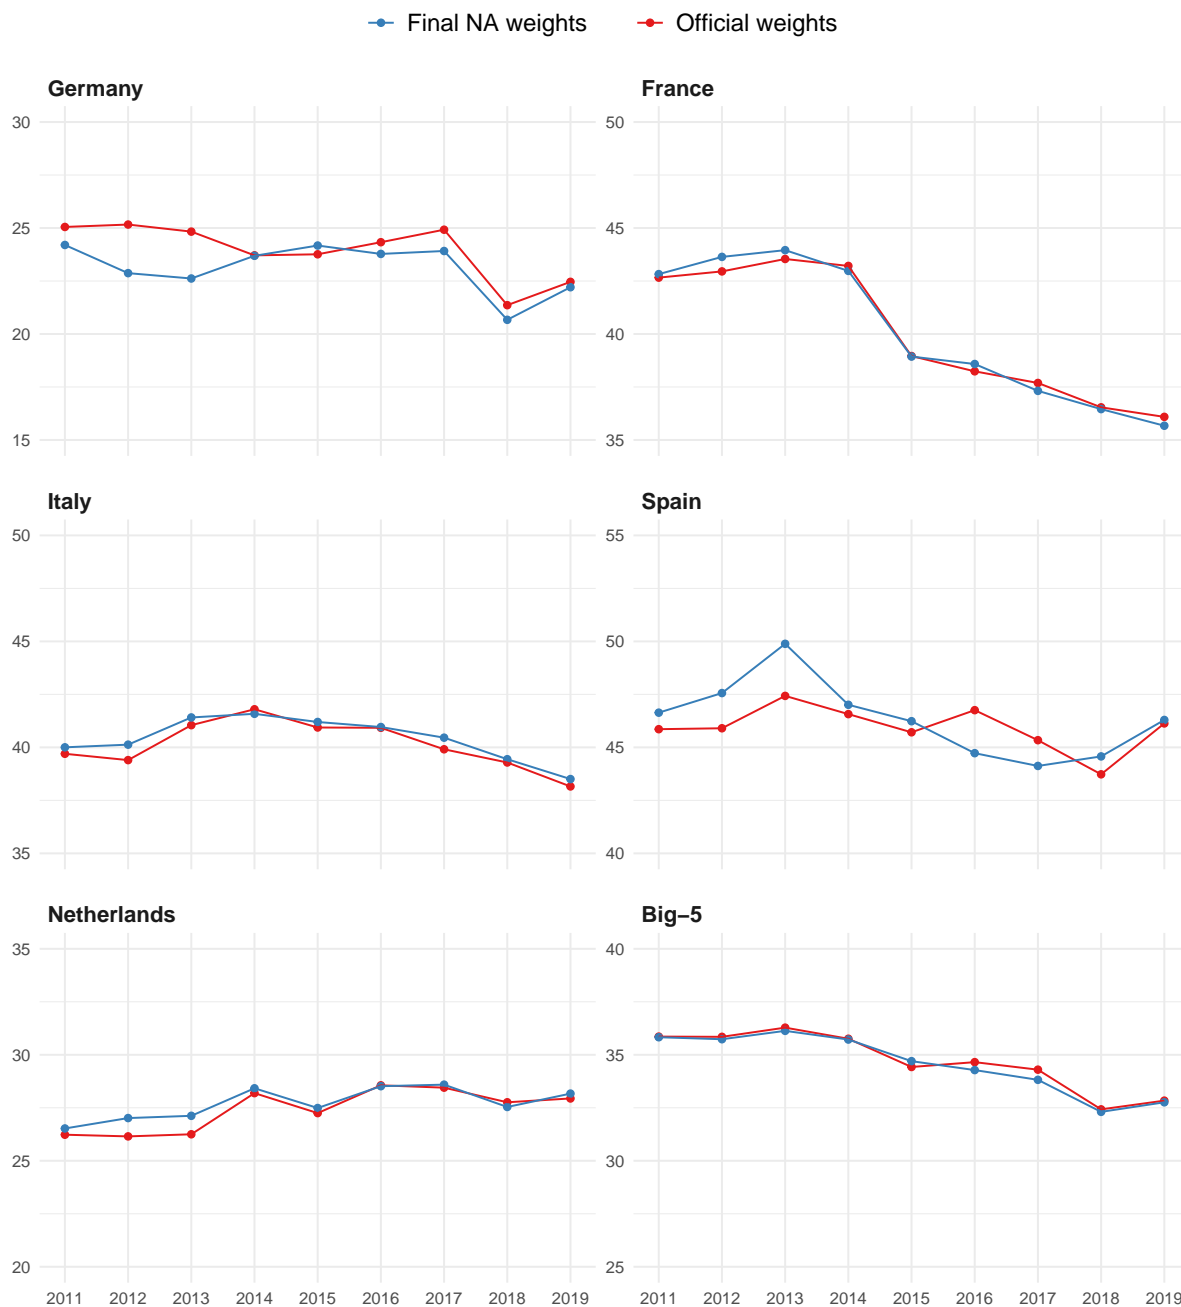 Final NA weights Official weights
Germany France
30 50
25 45
20 40
15 35
Italy Spain
50 55
45 50
40 45
35 40
Netherlands Big–5
35 40
30 35
25 30
20 25
2011 2012 2013 2014 2015 2016 2017 2018 2019 2011 2012 2013 2014 2015 2016 2017 2018 2019